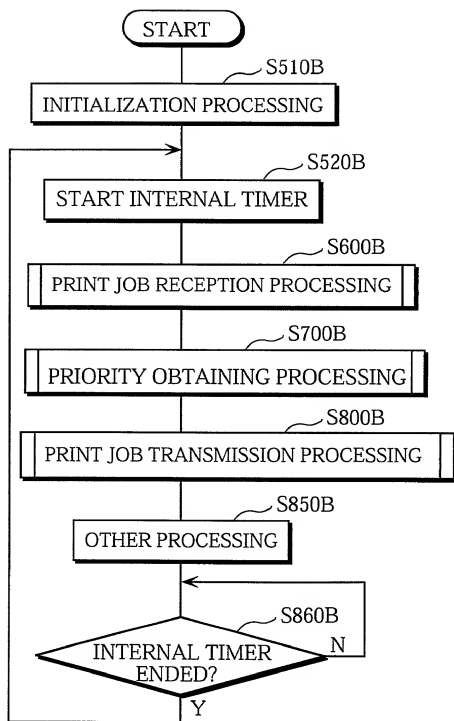 START
S510B
INITIALIZATION PROCESSING
S520B
START INTERNAL TIMER
S600B
PRINT JOB RECEPTION PROCESSING
S700B
PRIORITY OBTAINING PROCESSING
S800B
PRINT JOB TRANSMISSION PROCESSING
S850B
OTHER PROCESSING
S860B
INTERNAL TIMER
ENDED?
N
Y